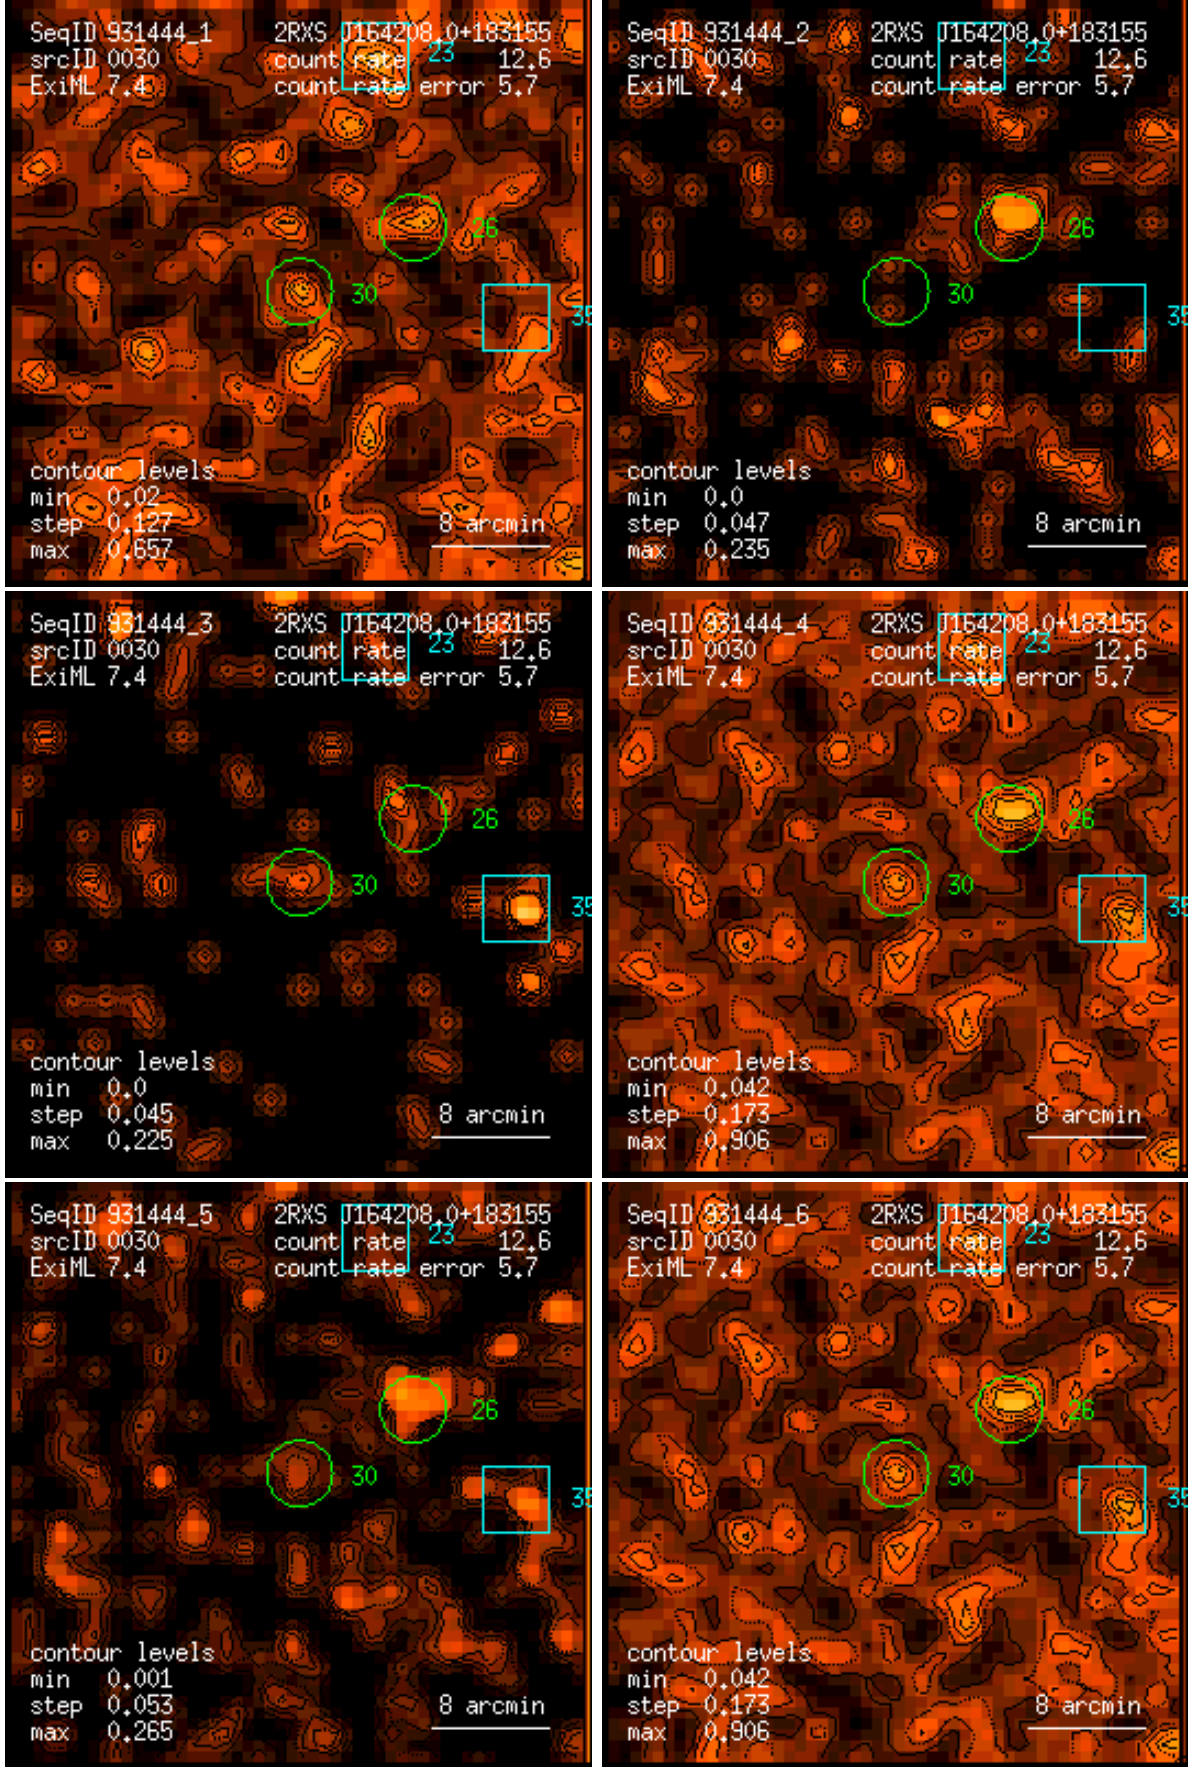 SeqID 931444_1 2RXS J164208.0+183155
srcID 0030 count rate 23 12.6
ExiML 7.4 count rate error 5.7
26
30
35
contour levels
min 0.02
step 0.127 8 arcmin
max 0.657
SeqID 931444_2 2RXS J164208.0+183155
srcID 0030 count rate 23 12.6
ExiML 7.4 count rate error 5.7
26
30
35
contour levels
min 0.0
step 0.047 8 arcmin
max 0.235
SeqID 931444_3 2RXS J164208.0+183155
srcID 0030 count rate 23 12.6
ExiML 7.4 count rate error 5.7
26
30
35
contour levels
min 0.0
step 0.045 8 arcmin
max 0.225
SeqID 931444_4 2RXS J164208.0+183155
srcID 0030 count rate 23 12.6
ExiML 7.4 count rate error 5.7
26
30
35
contour levels
min 0.042
step 0.173 8 arcmin
max 0.906
SeqID 931444_5 2RXS J164208.0+183155
srcID 0030 count rate 23 12.6
ExiML 7.4 count rate error 5.7
26
30
35
contour levels
min 0.001
step 0.053 8 arcmin
max 0.265
SeqID 931444_6 2RXS J164208.0+183155
srcID 0030 count rate 23 12.6
ExiML 7.4 count rate error 5.7
26
30
35
contour levels
min 0.042
step 0.173 8 arcmin
max 0.906